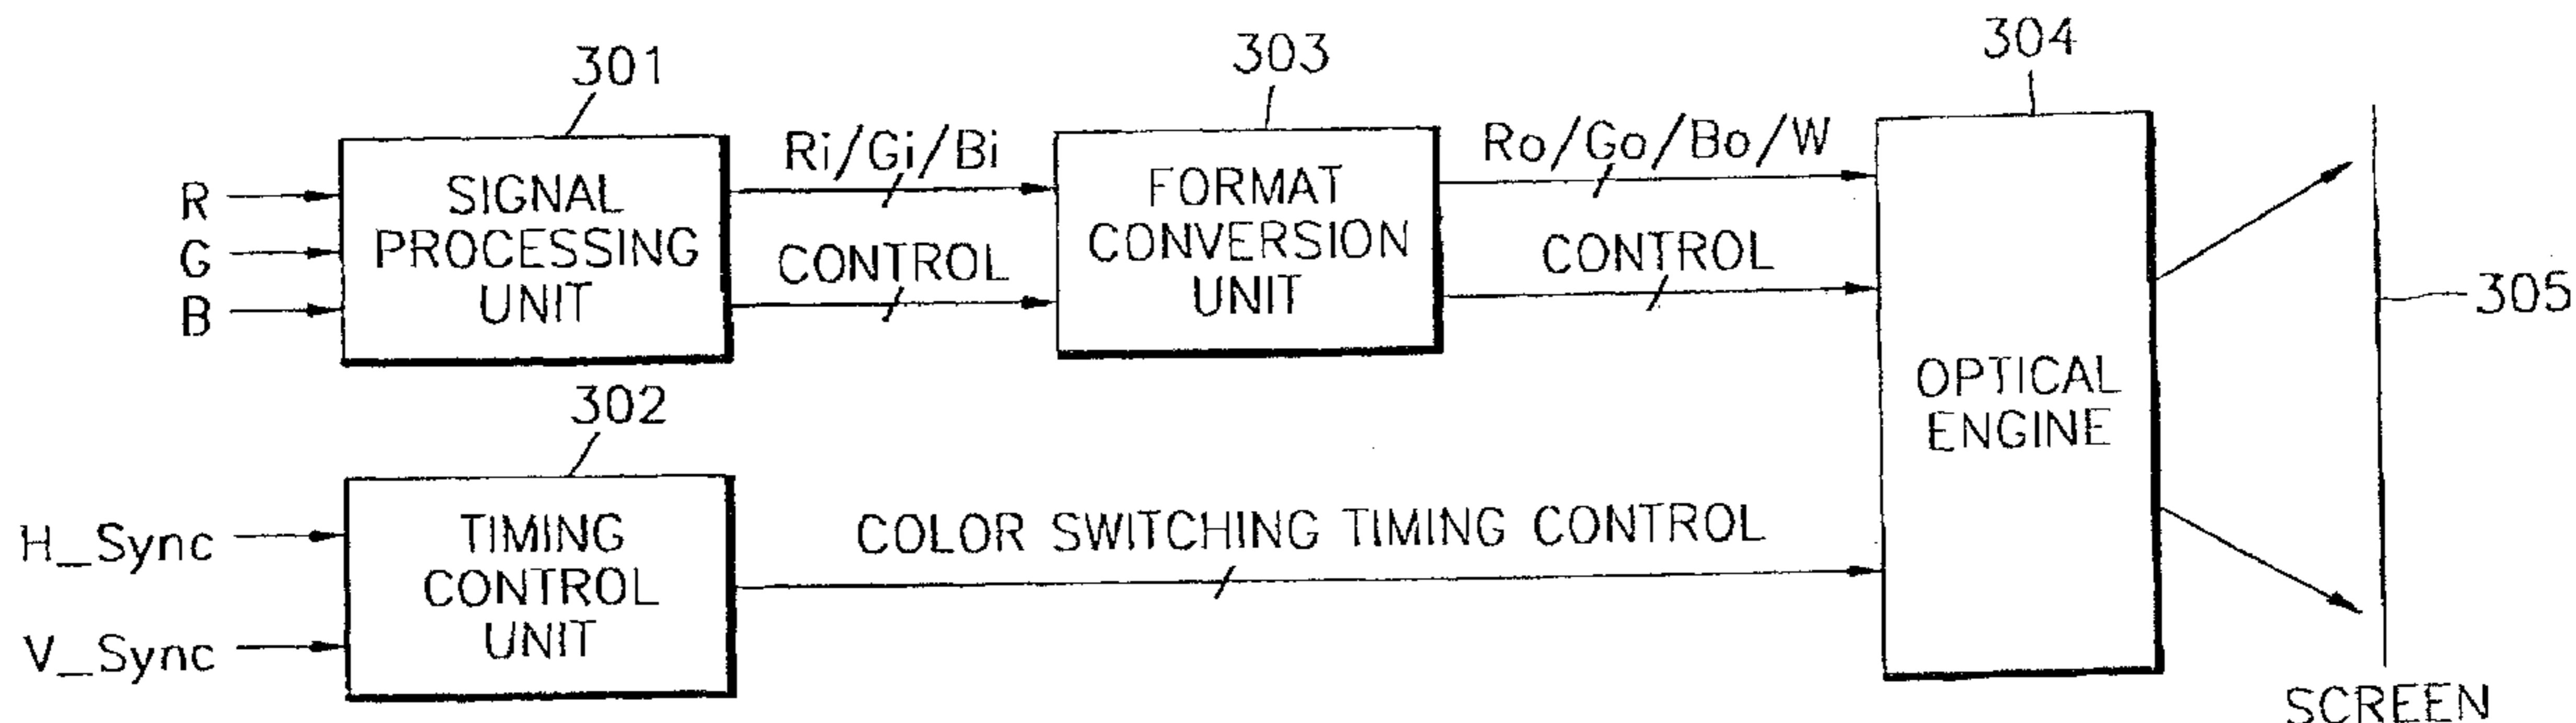 301
303
304
R
G
B
SIGNAL
PROCESSING
UNIT
Ri/Gi/Bi
CONTROL
FORMAT
CONVERSION
UNIT
Ro/Go/Bo/W
CONTROL
OPTICAL
ENGINE
305
302
H_Sync
V_Sync
TIMING
CONTROL
UNIT
COLOR SWITCHING TIMING CONTROL
SCREEN